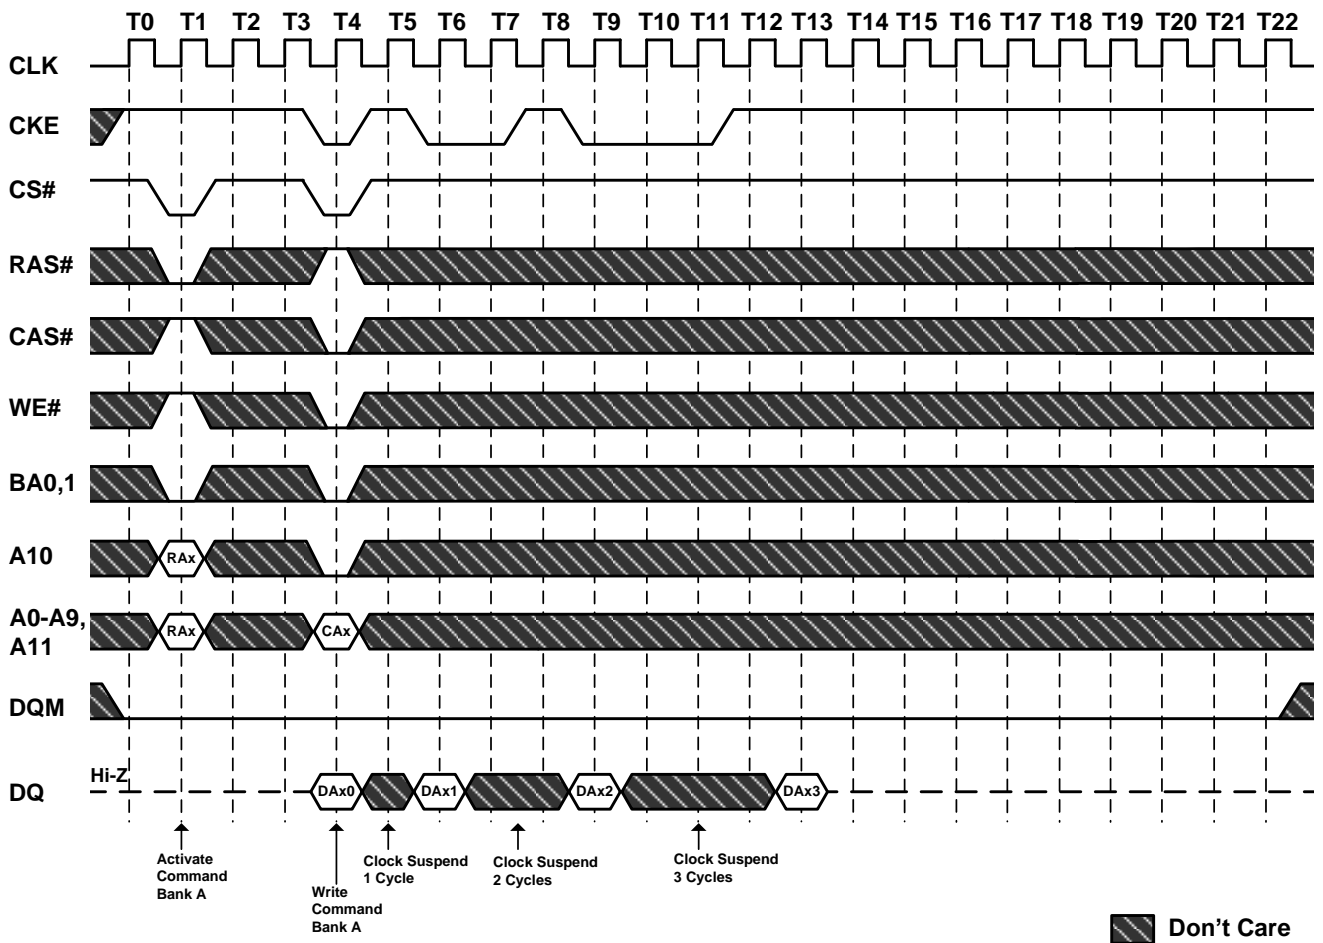 T0 T1 T2 T3 T4 T5 T6 T7 T8 T9 T10 T11 T12 T13 T14 T15 T16 T17 T18 T19 T20 T21 T22
CLK
CKE
CS#
RAS#
CAS#
WE#
BA0,1
A10 RAx
A0-A9,
A11
RAx CAx
DQM
Hi-Z
DQ DAx0 DAx1 DAx2 DAx3
Activate
Command
Bank A
Write
Command
Bank A
Clock Suspend
1 Cycle
Clock Suspend
2 Cycles
Clock Suspend
3 Cycles
Don't Care